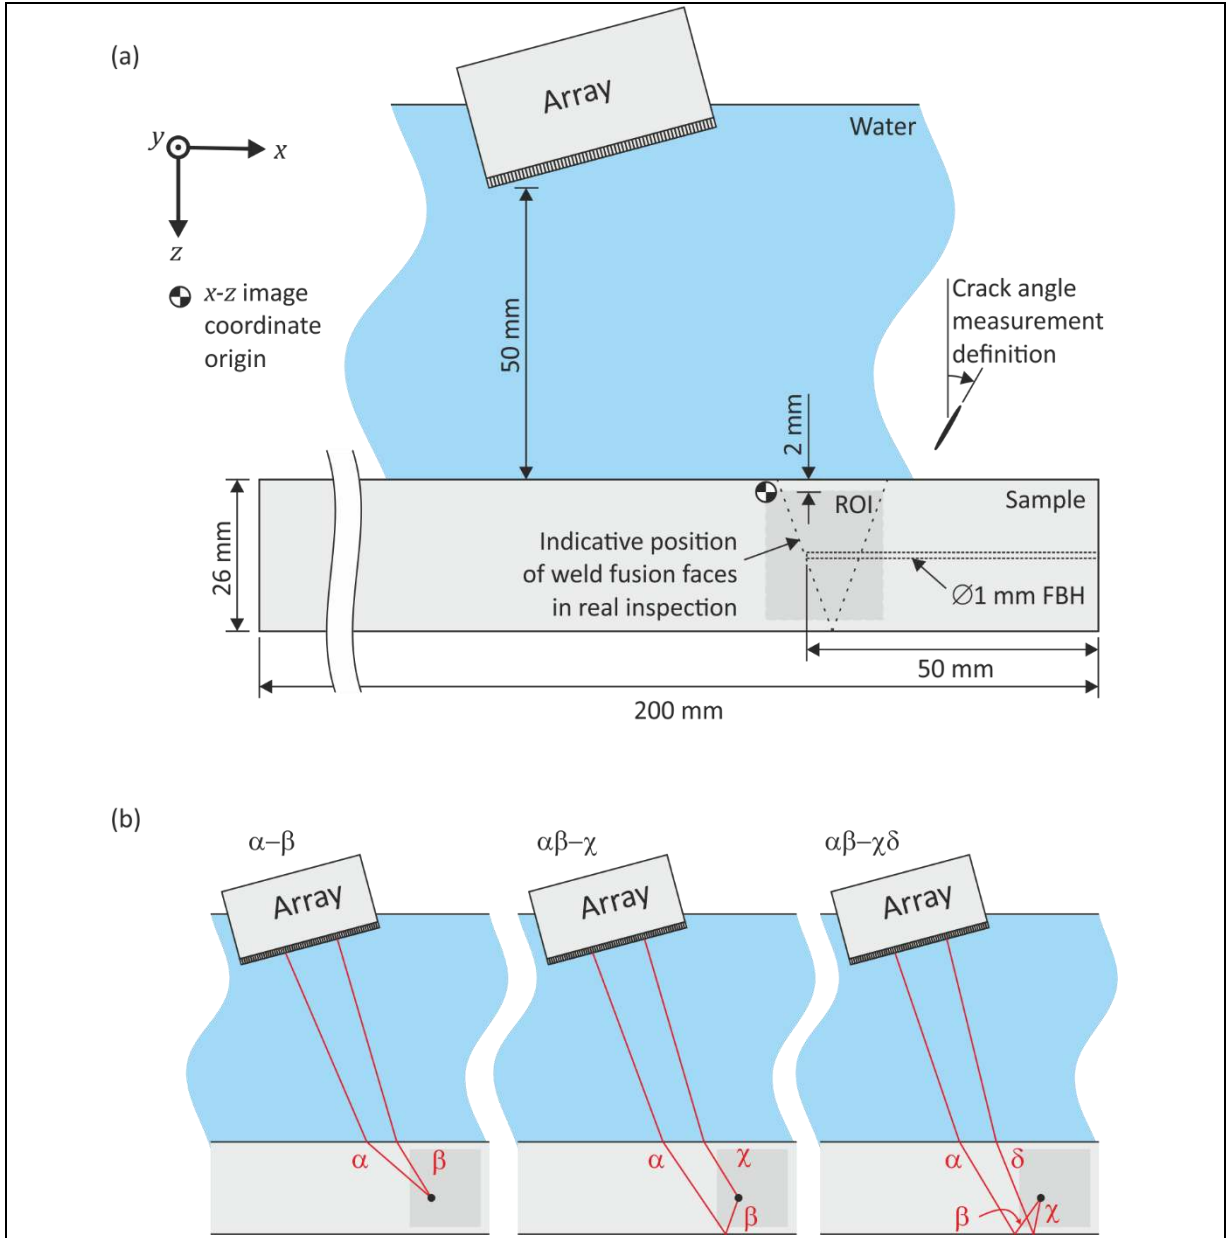 (a)
Array
Water
y
x
z
x-z image
coordinate
origin
50 mm
Crack angle
measurement
definition
2 mm
ROI
Sample
26 mm
Indicative position
of weld fusion faces
in real inspection
∅1 mm FBH
50 mm
200 mm
(b)
α–β
αβ–χ
αβ–χδ
Array
Array
Array
α
β
α
χ
β
α
δ
β
χ